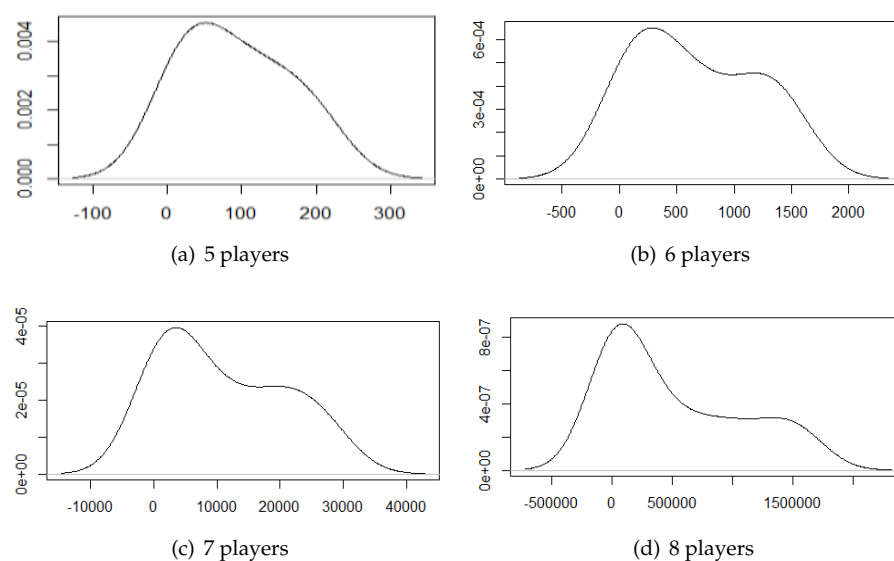 0.004
0.002
0.000
-100 0 100 200 300
(a) 5 players
6e-04
3e-04
0e+00
-500 0 500 1000 1500 2000
(b) 6 players
4e-05
2e-05
0e+00
-10000 0 10000 20000 30000 40000
(c) 7 players
8e-07
4e-07
0e+00
-500000 0 500000 1500000
(d) 8 players